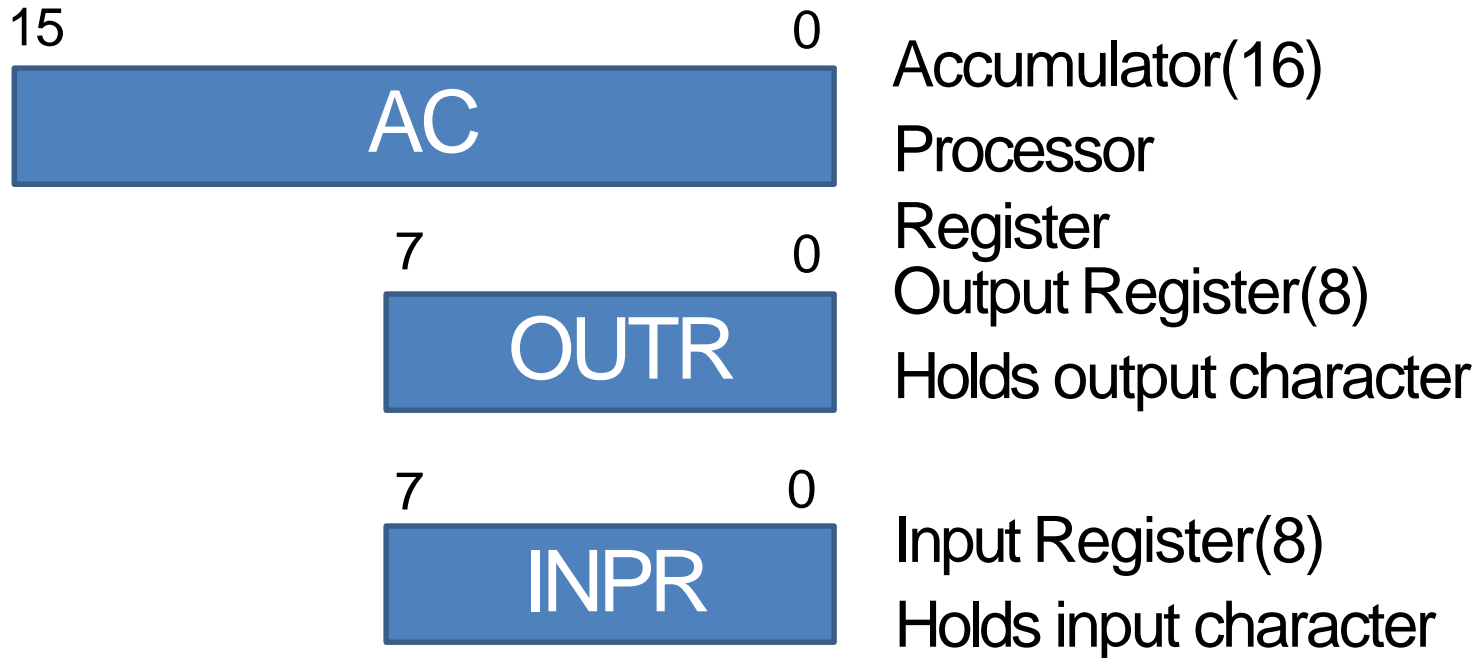 15 0
AC
Accumulator(16)
Processor
Register
7 0
OUTR
Output Register(8)
Holds output character
7 0
INPR
Input Register(8)
Holds input character